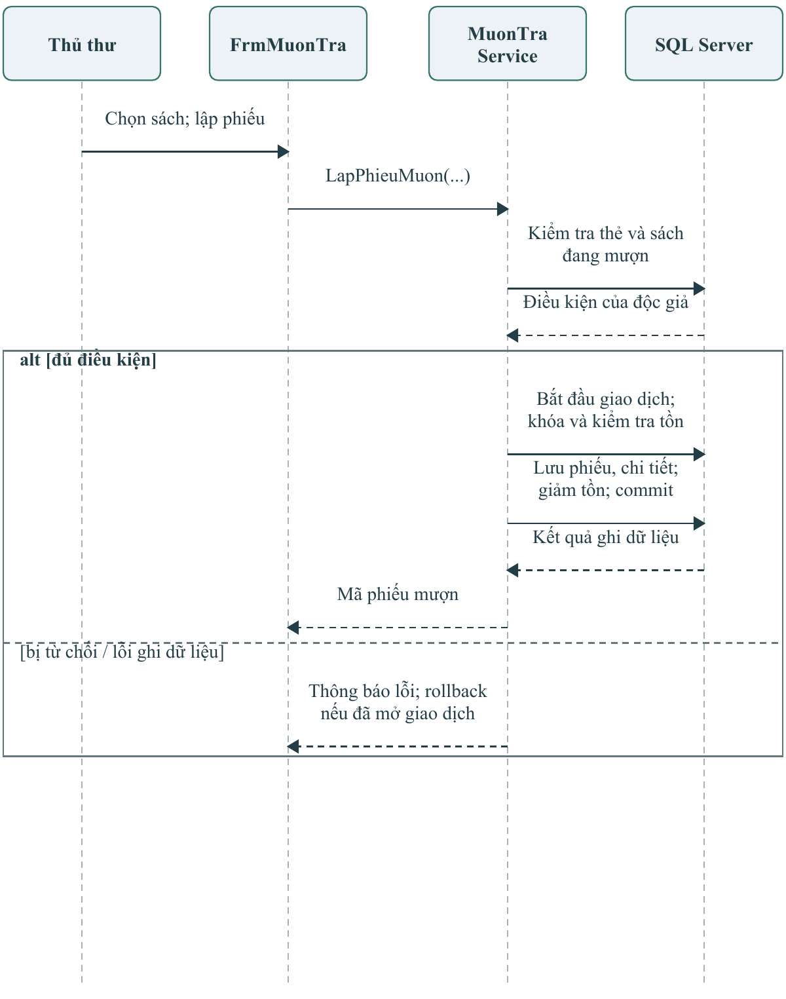 Thủ thư
FrmMuonTra
MuonTra
Service
SQL Server
Chọn sách; lập phiếu
LapPhieuMuon(...)
Kiểm tra thẻ và sách
đang mượn
Điều kiện của độc giả
alt [đủ điều kiện]
Bắt đầu giao dịch;
khóa và kiểm tra tồn
Lưu phiếu, chi tiết;
giảm tồn; commit
Kết quả ghi dữ liệu
Mã phiếu mượn
[bị từ chối / lỗi ghi dữ liệu]
Thông báo lỗi; rollback
nếu đã mở giao dịch